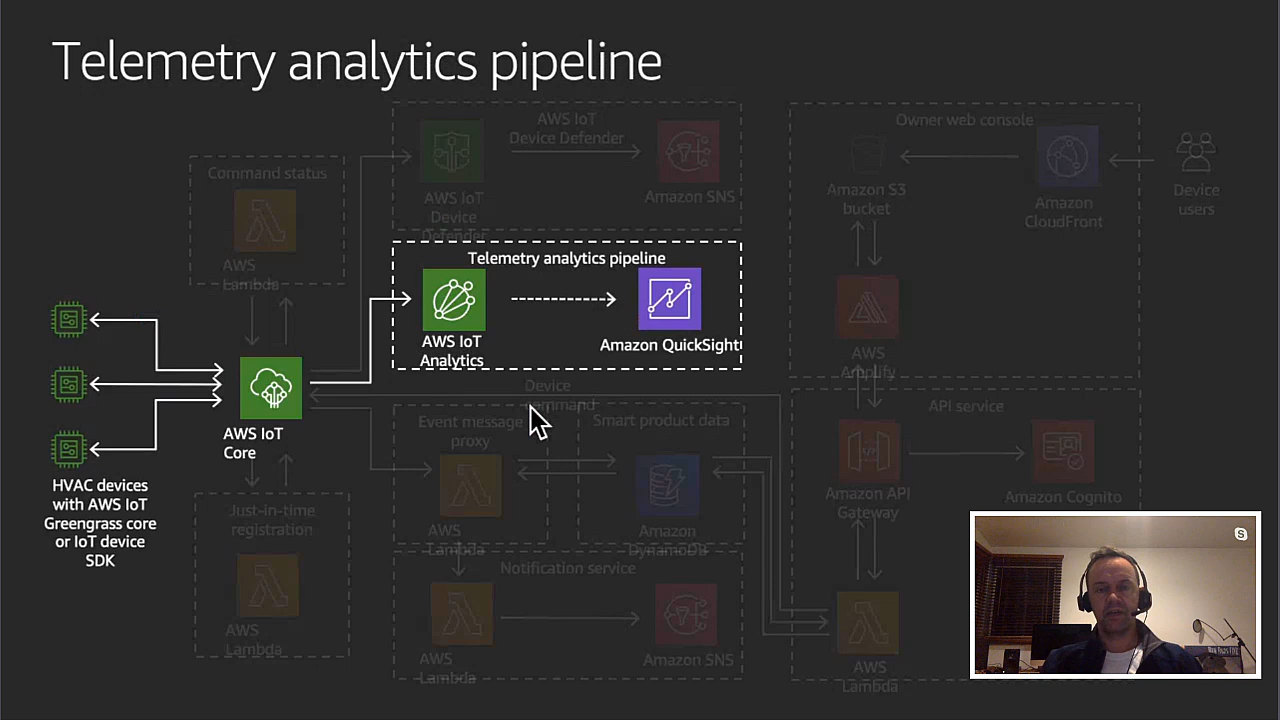 Telemetry analytics pipeline
Command status
AWS
Lambda
AWS IoT
Device Defender
AWS IoT
Device
Defender
Amazon SNS
Owner web console
Amazon S3
bucket
Amazon
CloudFront
Device
users
Telemetry analytics pipeline
AWS IoT
Analytics
Amazon QuickSight
AWS
Amplify
AWS IoT
Core
HVAC devices
with AWS IoT
Greengrass core
or IoT device
SDK
Device
command
Event message
proxy
AWS
Lambda
Smart product data
Amazon
DynamoDB
API service
Amazon API
Gateway
Amazon Cognito
Just-in-time
registration
AWS
Lambda
Notification service
AWS
Lambda
Amazon SNS
AWS
Lambda